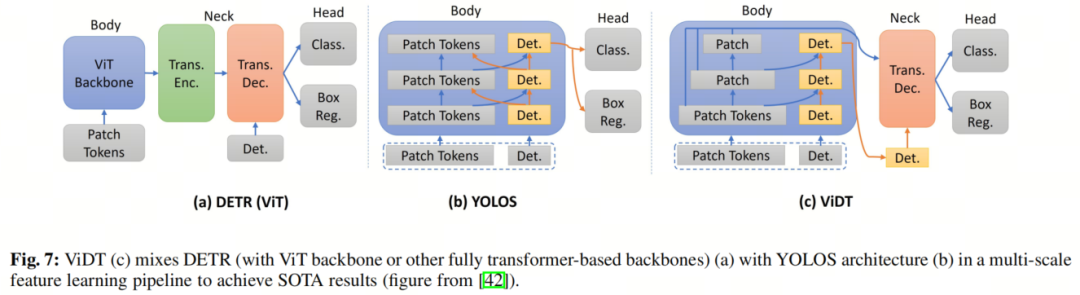 Body
Neck
Head
ViT
Backbone
Trans.
Enc.
Trans.
Dec.
Class.
Box
Reg.
Patch
Tokens
Det.
(a) DETR (ViT)
Body
Head
Patch Tokens
Det.
Patch Tokens
Det.
Patch Tokens
Det.
Patch Tokens
Det.
Class.
Box
Reg.
(b) YOLOS
Body
Neck
Head
Patch
Det.
Patch
Det.
Patch Tokens
Det.
Patch Tokens
Det.
Trans.
Dec.
Det.
Class.
Box
Reg.
(c) ViDT
Fig. 7: ViDT (c) mixes DETR (with ViT backbone or other fully transformer-based backbones) (a) with YOLOS architecture (b) in a multi-scale
feature learning pipeline to achieve SOTA results (figure from [42]).